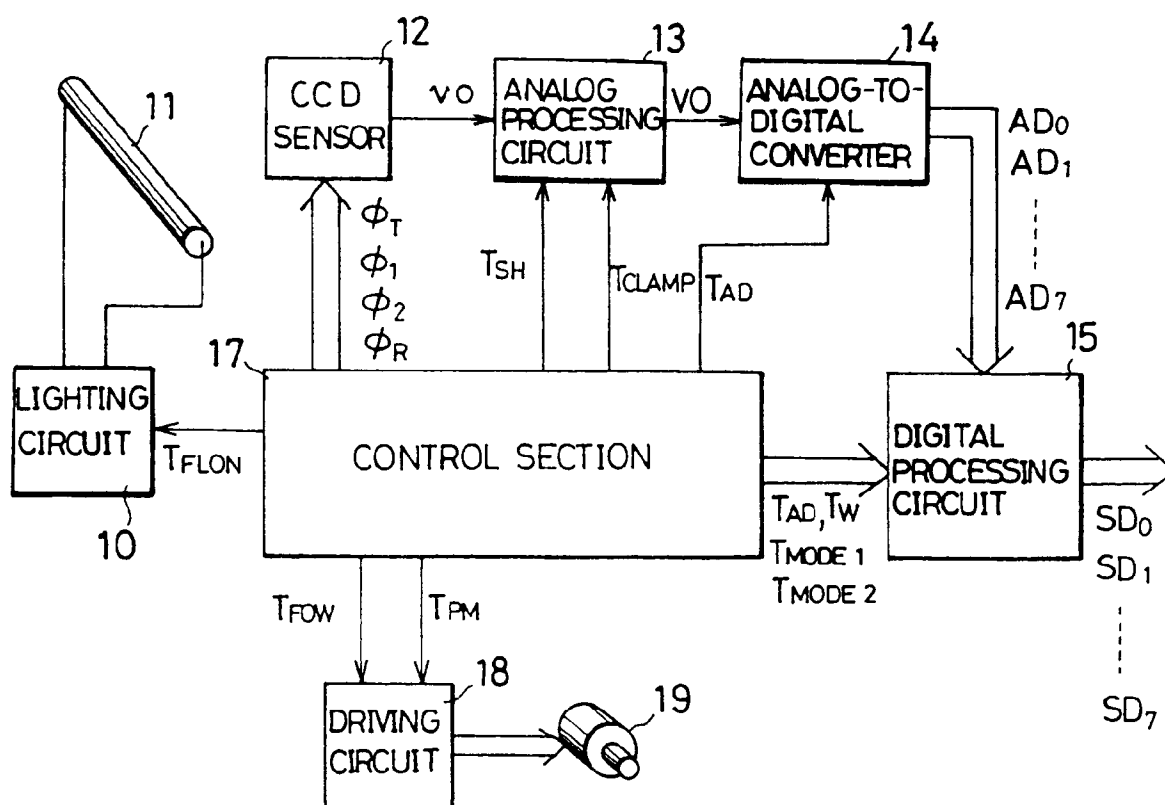 11
12
CCD
SENSOR
νO
13
ANALOG
PROCESSING
CIRCUIT
VO
14
ANALOG-TO-
DIGITAL
CONVERTER
AD₀
AD₁
AD₇
ϕT
ϕ1
ϕ2
ϕR
TSH
TCLAMP
TAD
LIGHTING
CIRCUIT
10
TFLON
17
CONTROL SECTION
TAD, TW
TMODE 1
TMODE 2
15
DIGITAL
PROCESSING
CIRCUIT
SD₀
SD₁
SD₇
TFOW
TPM
18
DRIVING
CIRCUIT
19